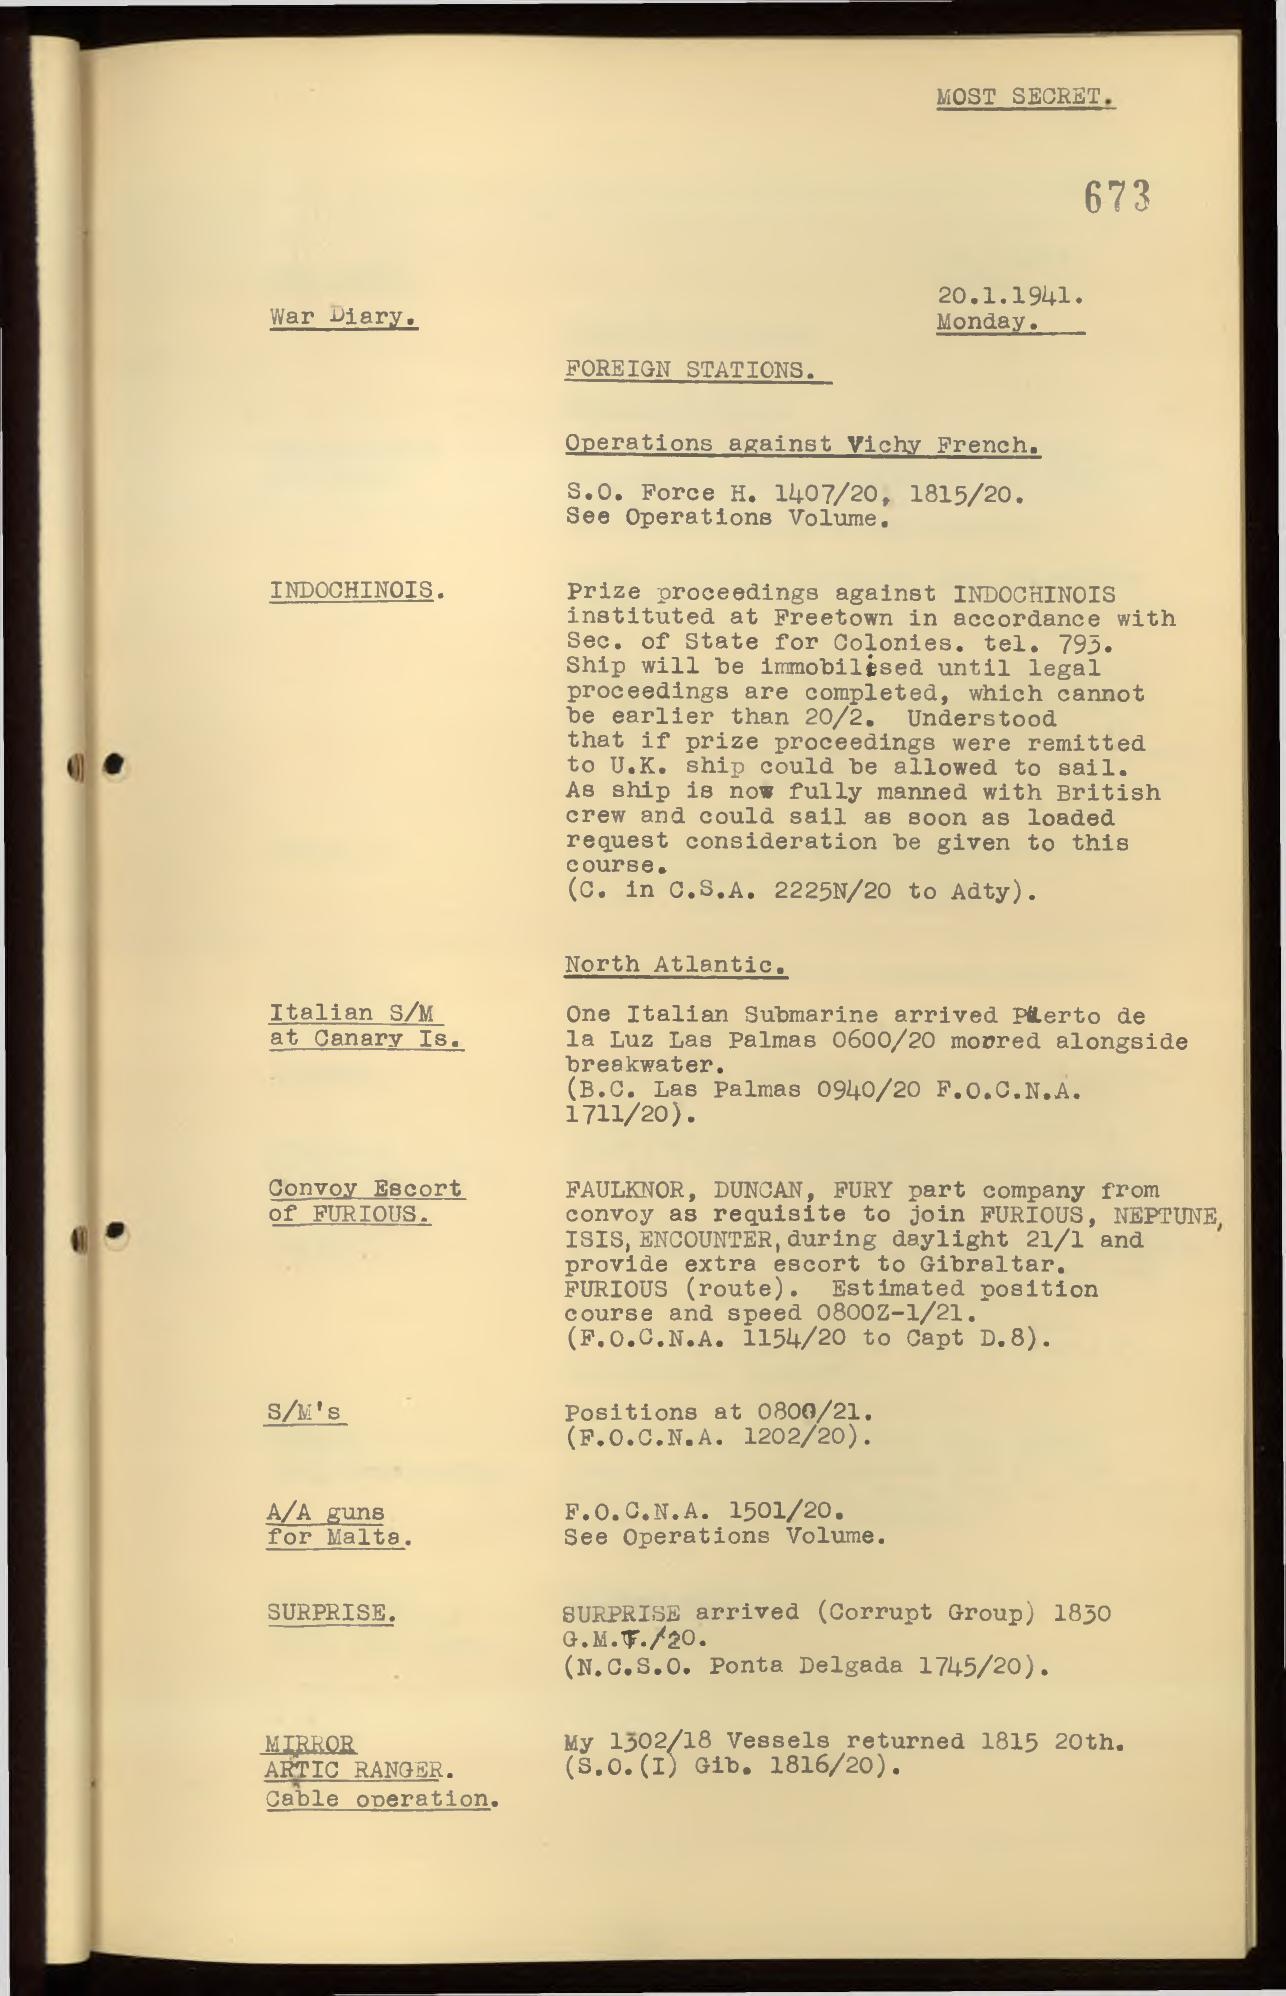 MOST SECRET.
673
20.1.1941.
War Diary.
Monday.
FOREIGN STATIONS.
Operations against Vichy French.
S.O. Force H. 1407/20, 1815/20.
See Operations Volume.
INDOCHINOIS.
Prize proceedings against INDOCHINOIS
instituted at Freetown in accordance with
Sec. of State for Colonies. tel. 793.
Ship will be immobilised until legal
proceedings are completed, which cannot
be earlier than 20/2. Understood
that if prize proceedings were remitted
to U.K. ship could be allowed to sail.
As ship is now fully manned with British
crew and could sail as soon as loaded
request consideration be given to this
course.
(C. in C.S.A. 2225N/20 to Adty).
North Atlantic.
Italian S/M
at Canary Is.
One Italian Submarine arrived Puerto de
la Luz Las Palmas 0600/20 moored alongside
breakwater.
(B.C. Las Palmas 0940/20 F.O.C.N.A.
1711/20).
Convoy Escort
of FURIOUS.
FAULKNOR, DUNCAN, FURY part company from
convoy as requisite to join FURIOUS, NEPTUNE,
ISIS, ENCOUNTER, during daylight 21/1 and
provide extra escort to Gibraltar.
FURIOUS (route). Estimated position
course and speed 0800Z-1/21.
(F.O.C.N.A. 1154/20 to Capt D.8).
S/M's
Positions at 0800/21.
(F.O.C.N.A. 1202/20).
A/A guns
for Malta.
F.O.C.N.A. 1501/20.
See Operations Volume.
SURPRISE.
SURPRISE arrived (Corrupt Group) 1830
G.M.T./20.
(N.C.S.O. Ponta Delgada 1745/20).
MIRROR
ARTIC RANGER.
Cable operation.
My 1302/18 Vessels returned 1815 20th.
(S.O.(I) Gib. 1816/20).